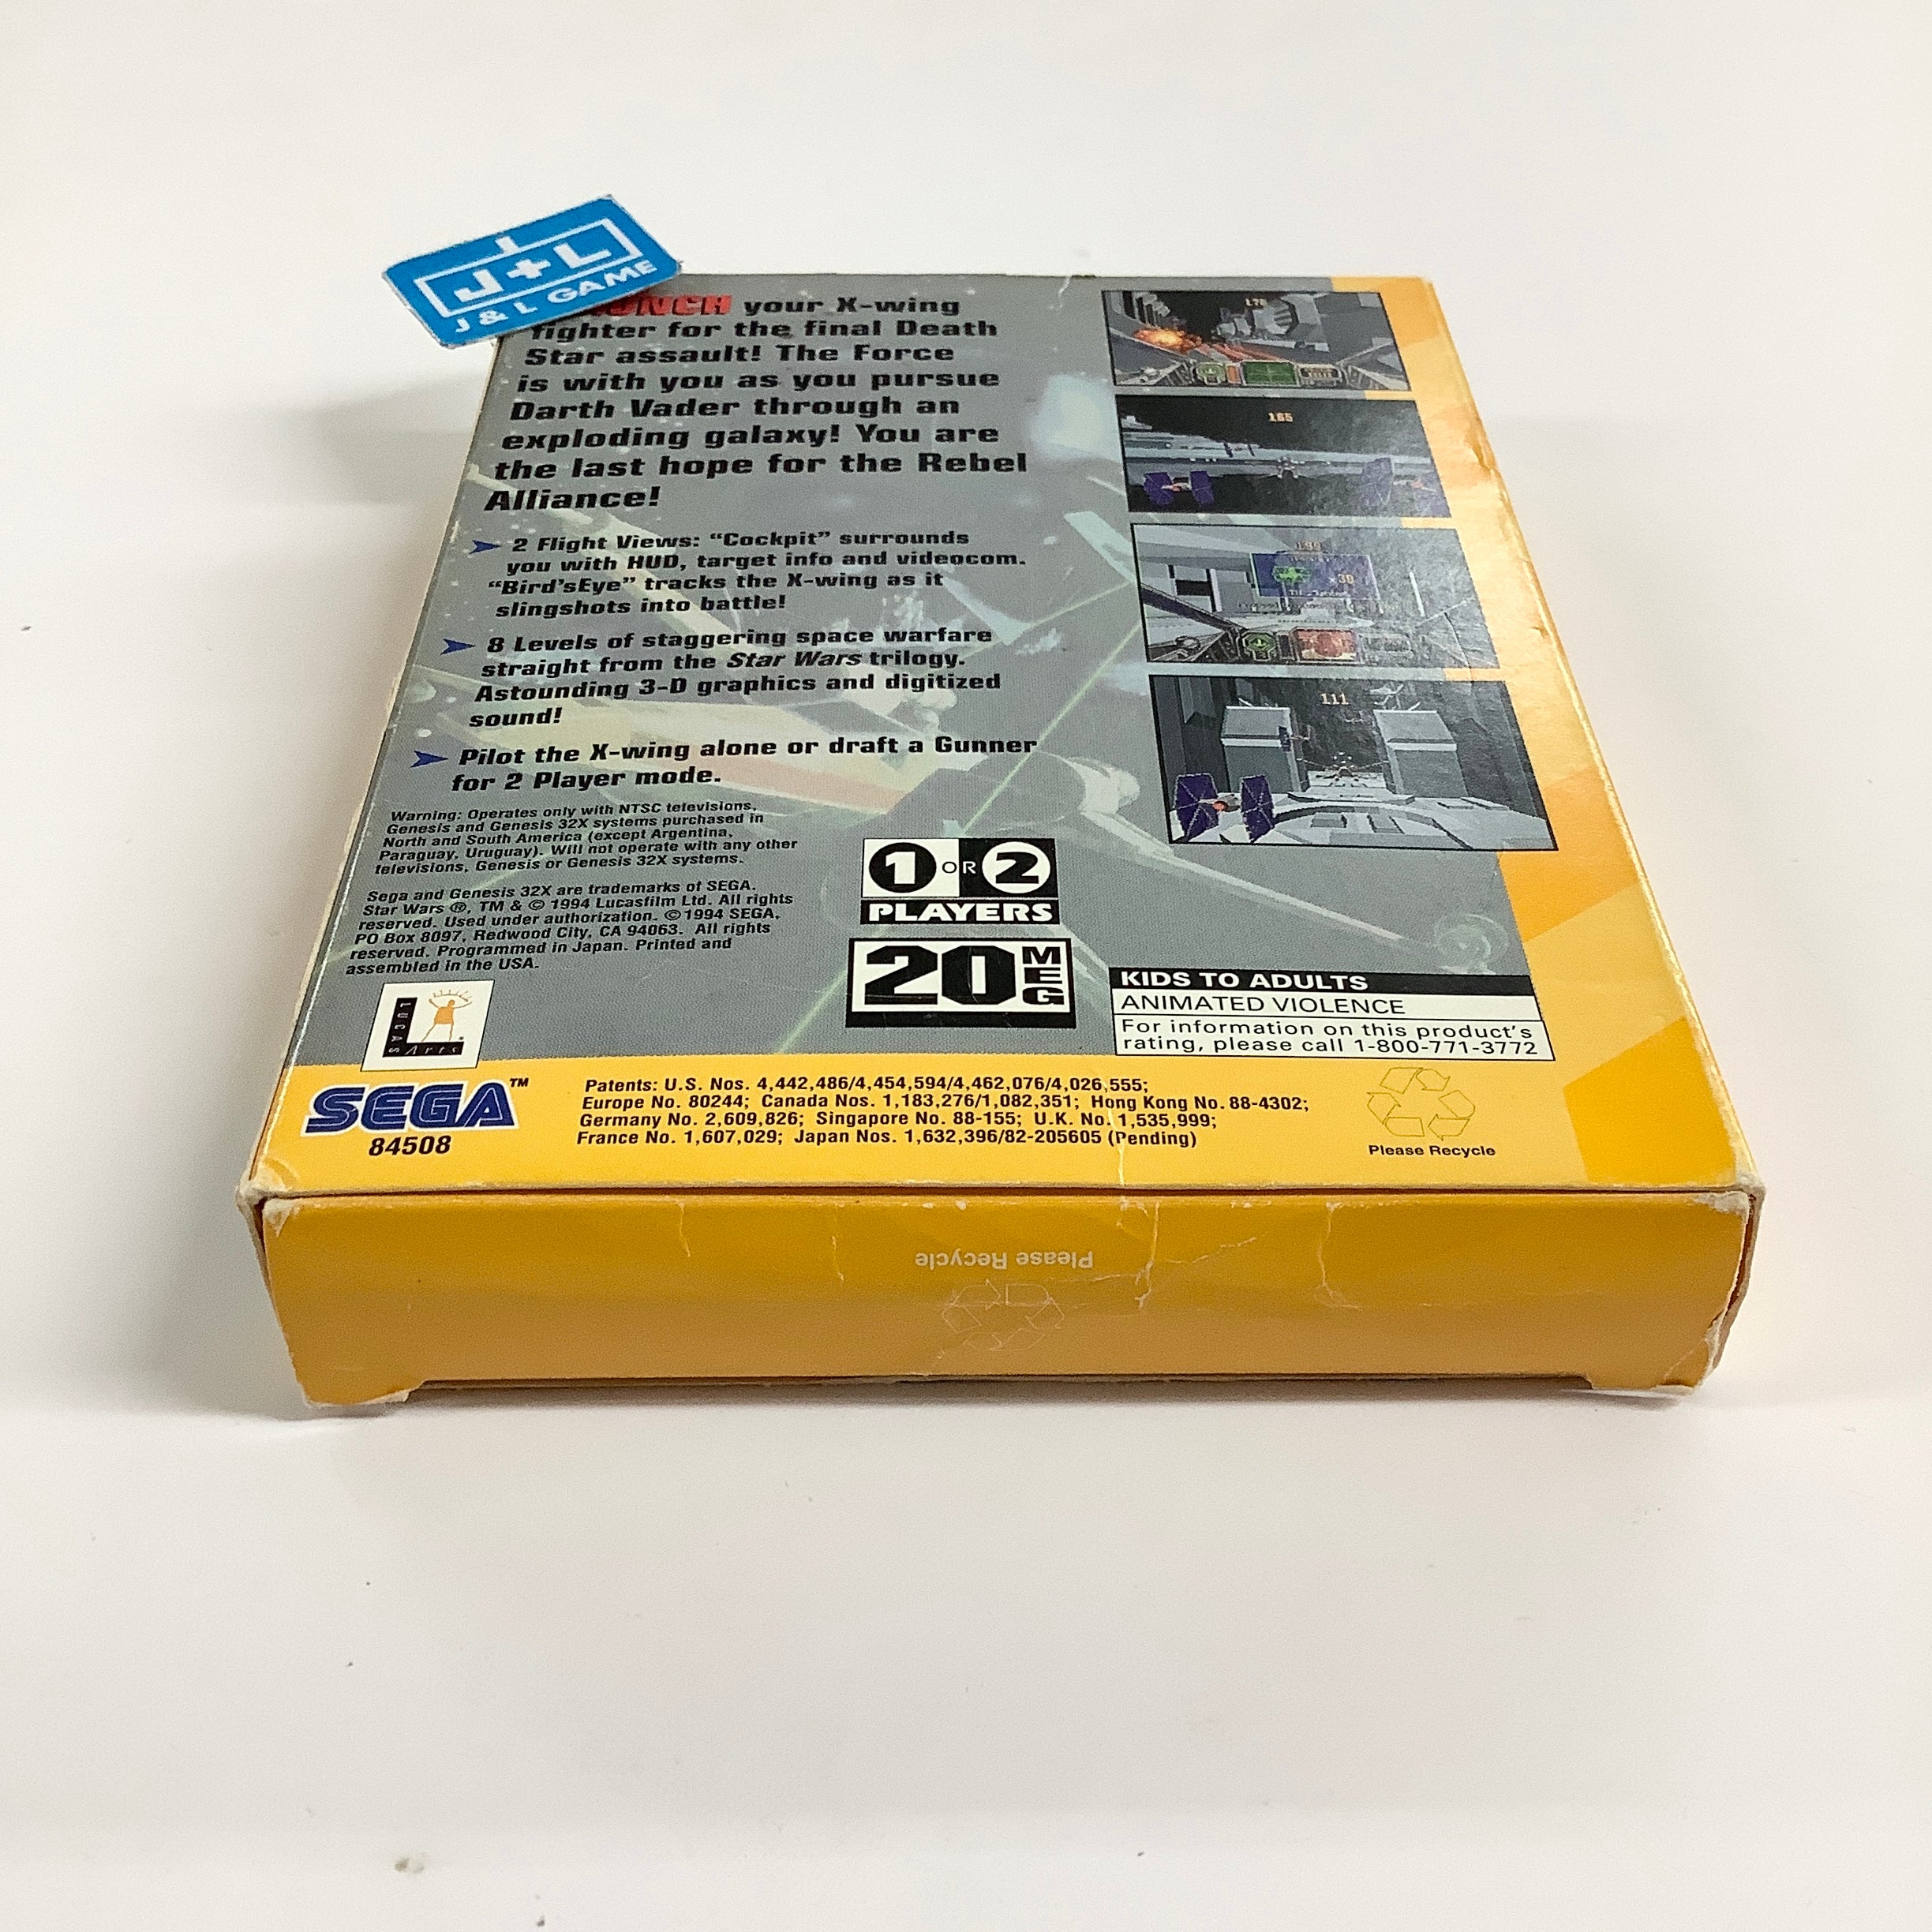 J+L
J & L GAME
your X-wing
fighter for the final Death
Star assault! The Force
is with you as you pursue
Darth Vader through an
exploding galaxy! You are
the last hope for the Rebel
Alliance!
2 Flight Views: “Cockpit” surrounds
you with HUD, target info and videocom.
“Bird'sEye” tracks the X-wing as it
slingshots into battle!
8 Levels of staggering space warfare
straight from the Star Wars trilogy.
Astounding 3-D graphics and digitized
sound!
Pilot the X-wing alone or draft a Gunner
for 2 Player mode.
Warning: Operates only with NTSC televisions,
Genesis and Genesis 32X systems purchased in
North and South America (except Argentina,
Paraguay, Uruguay). Will not operate with any other
televisions, Genesis or Genesis 32X systems.
Sega and Genesis 32X are trademarks of SEGA.
Star Wars ®, TM & © 1994 Lucasfilm Ltd. All rights
reserved. Used under authorization. ©1994 SEGA,
PO Box 8097, Redwood City, CA 94063. All rights
reserved. Programmed in Japan. Printed and
assembled in the USA.
LUCAS
Arts
165
111
1 OR 2
PLAYERS
20 MEG
KIDS TO ADULTS
ANIMATED VIOLENCE
For information on this product's
rating, please call 1-800-771-3772
SEGA™
84508
Patents: U.S. Nos. 4,442,486/4,454,594/4,462,076/4,026,555;
Europe No. 80244; Canada Nos. 1,183,276/1,082,351; Hong Kong No. 88-4302;
Germany No. 2,609,826; Singapore No. 88-155; U.K. No. 1,535,999;
France No. 1,607,029; Japan Nos. 1,632,396/82-205605 (Pending)
Please Recycle
Please Recycle